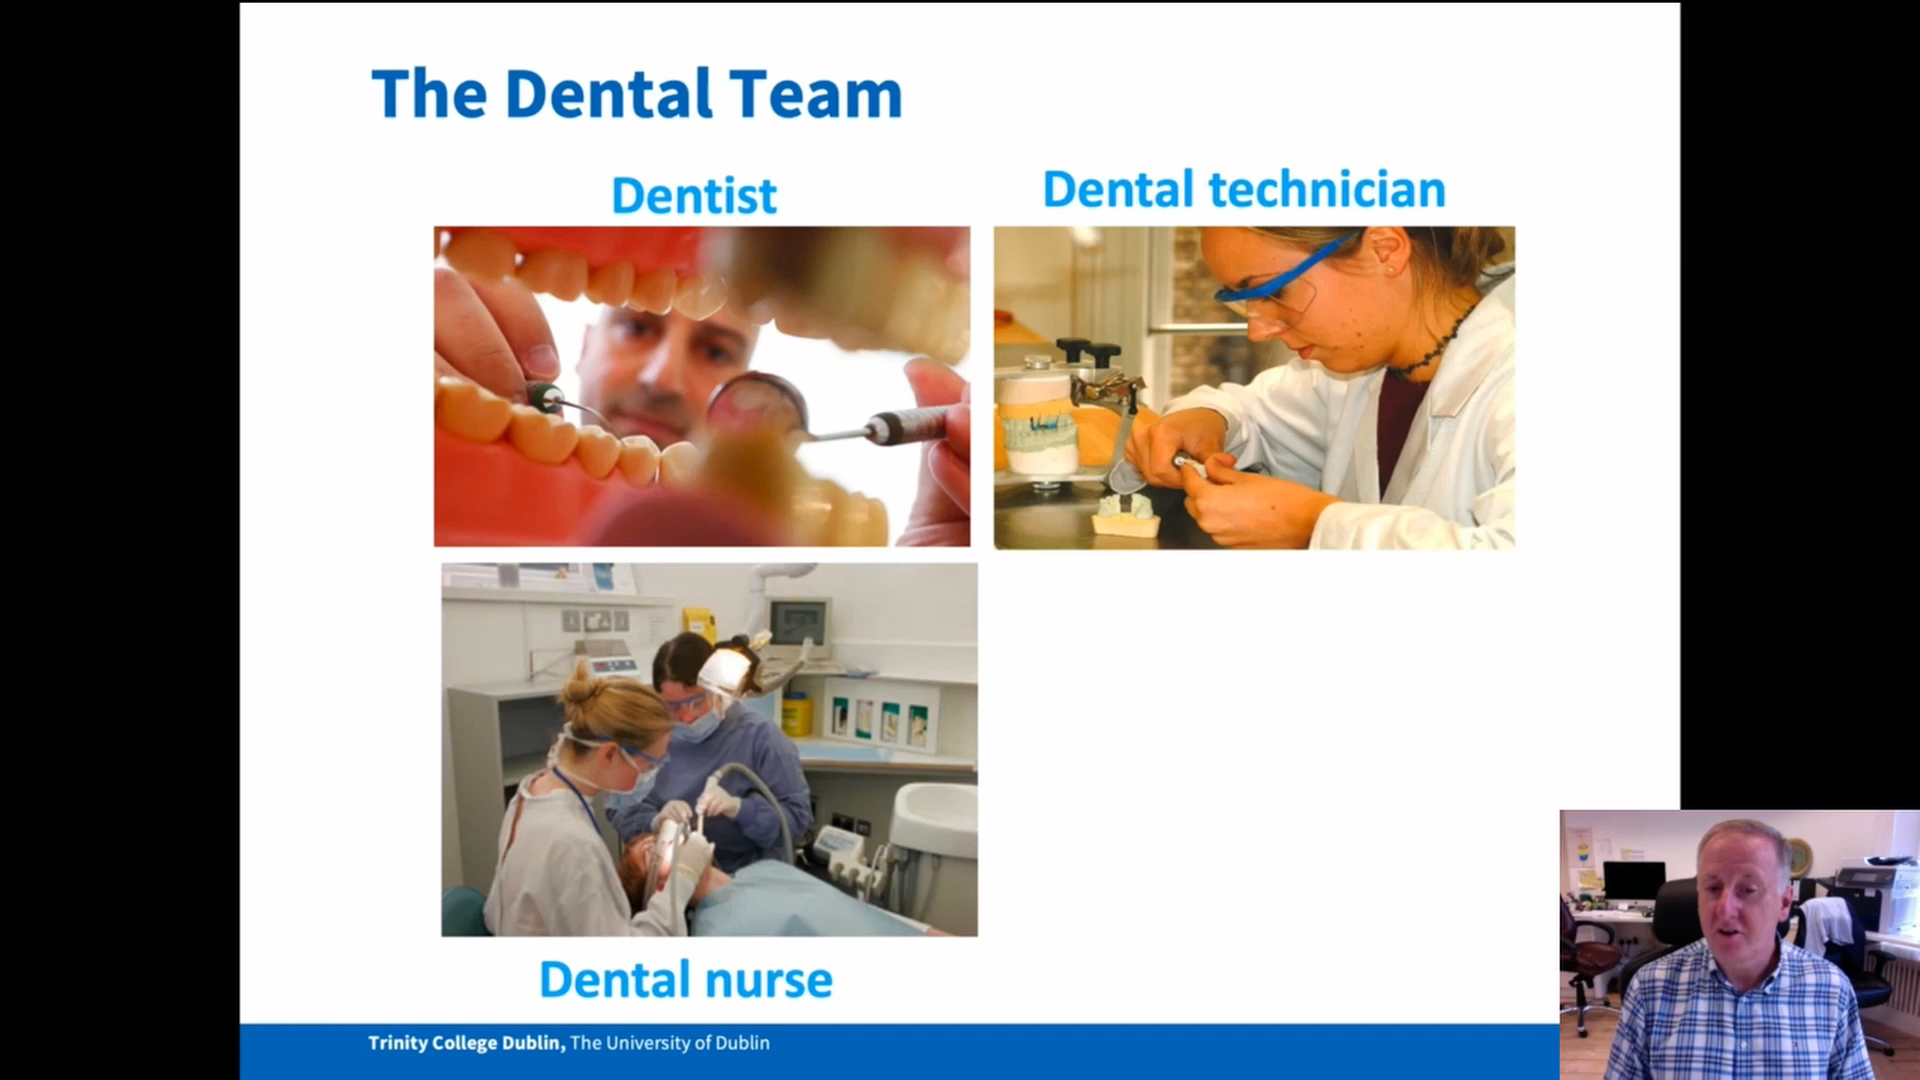 The Dental Team
Dentist
Dental technician
Dental nurse
Trinity College Dublin, The University of Dublin